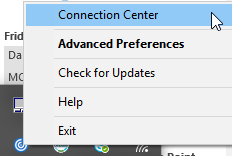 Connection Center
Frid
Advanced Preferences
Da
Check for Updates
MC
Help
Exit
Point